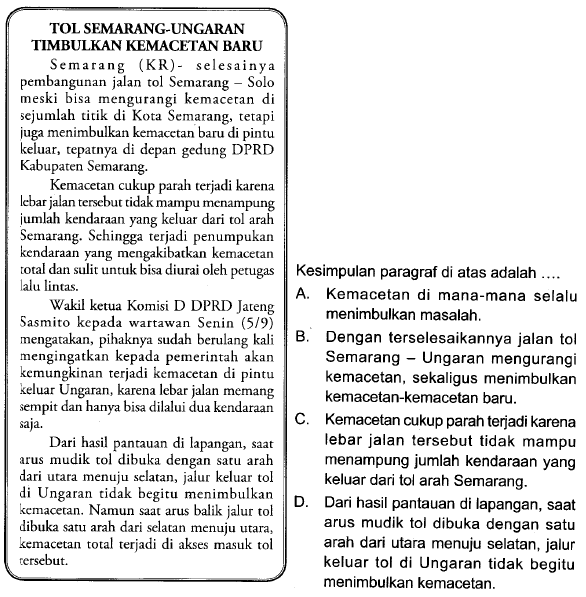 TOL SEMARANG-UNGARAN
TIMBULKAN KEMACETAN BARU
Semarang (KR)- selesainya
pembangunan jalan tol Semarang – Solo
meski bisa mengurangi kemacetan di
sejumlah titik di Kota Semarang, tetapi
juga menimbulkan kemacetan baru di pintu
keluar, tepatnya di depan gedung DPRD
Kabupaten Semarang.
Kemacetan cukup parah terjadi karena
lebar jalan tersebut tidak mampu menampung
jumlah kendaraan yang keluar dari tol arah
Semarang. Sehingga terjadi penumpukan
kendaraan yang mengakibatkan kemacetan
total dan sulit untuk bisa diurai oleh petugas
lalu lintas.
Wakil ketua Komisi D DPRD Jateng
Sasmito kepada wartawan Senin (5/9)
mengatakan, pihaknya sudah berulang kali
mengingatkan kepada pemerintah akan
kemungkinan terjadi kemacetan di pintu
keluar Ungaran, karena lebar jalan memang
sempit dan hanya bisa dilalui dua kendaraan
saja.
Dari hasil pantauan di lapangan, saat
arus mudik tol dibuka dengan satu arah
dari utara menuju selatan, jalur keluar tol
di Ungaran tidak begitu menimbulkan
kemacetan. Namun saat arus balik jalur tol
dibuka satu arah dari selatan menuju utara,
kemacetan total terjadi di akses masuk tol
tersebut.
Kesimpulan paragraf di atas adalah ....
A. Kemacetan di mana-mana selalu
menimbulkan masalah.
B. Dengan terselesaikannya jalan tol
Semarang – Ungaran mengurangi
kemacetan, sekaligus menimbulkan
kemacetan-kemacetan baru.
C. Kemacetan cukup parah terjadi karena
lebar jalan tersebut tidak mampu
menampung jumlah kendaraan yang
keluar dari tol arah Semarang.
D. Dari hasil pantauan di lapangan, saat
arus mudik tol dibuka dengan satu
arah dari utara menuju selatan, jalur
keluar tol di Ungaran tidak begitu
menimbulkan kemacetan.